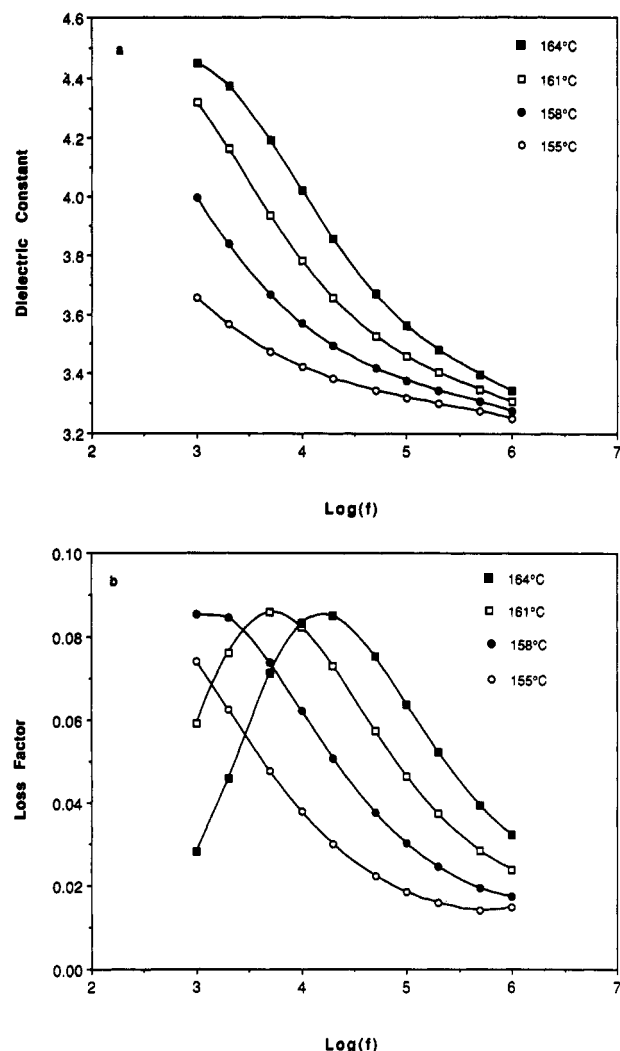 a
4.6
4.4
4.2
4.0
3.8
3.6
3.4
3.2
Dielectric Constant
164°C
161°C
158°C
155°C
2 3 4 5 6 7
Log(f)
b
0.10
0.08
0.06
0.04
0.02
0.00
Loss Factor
164°C
161°C
158°C
155°C
2 3 4 5 6 7
Log(f)